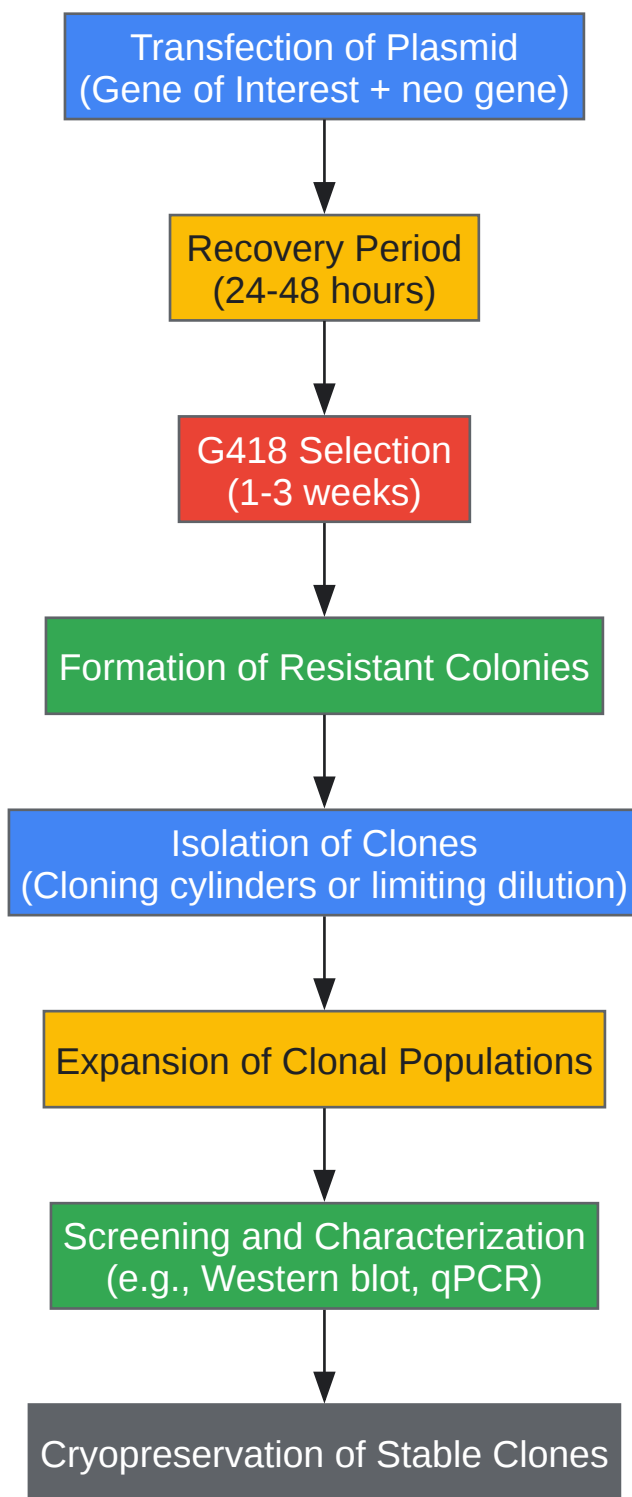 Transfection of Plasmid
(Gene of Interest + neo gene)
Recovery Period
(24-48 hours)
G418 Selection
(1-3 weeks)
Formation of Resistant Colonies
Isolation of Clones
(Cloning cylinders or limiting dilution)
Expansion of Clonal Populations
Screening and Characterization
(e.g., Western blot, qPCR)
Cryopreservation of Stable Clones